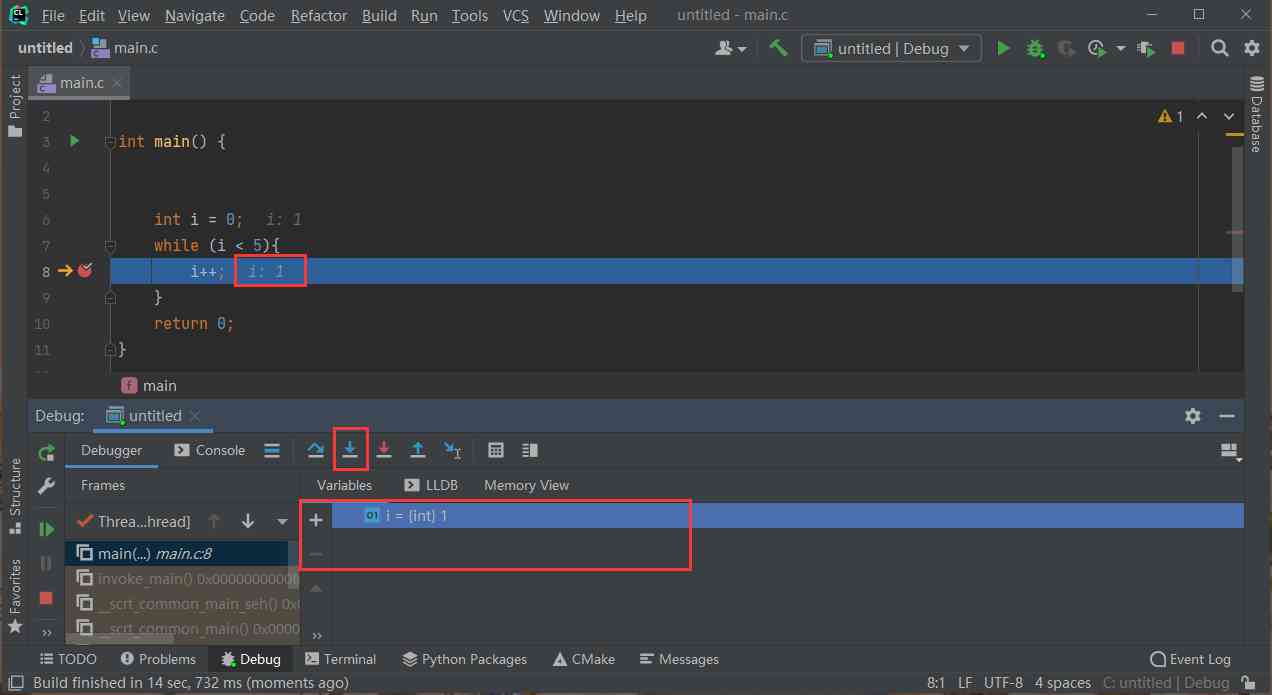 CL File Edit View Navigate Code Refactor Build Run Tools VCS Window Help untitled - main.c
untitled main.c untitled | Debug
Project
main.c
Database
1
2
3 int main() {
4
5
6 int i = 0; i: 1
7 while (i < 5){
8 i++; i: 1
9 }
10 return 0;
11 }
f main
Debug: untitled
Debugger Console
Structure
Favorites
Frames Variables LLDB Memory View
Threa...hread]
01 i = {int} 1
main(...) main.c:8
invoke_main() 0x0000000000
__scrt_common_main_seh() 0x
__scrt_common_main() 0x0000
TODO Problems Debug Terminal Python Packages CMake Messages Event Log
Build finished in 14 sec, 732 ms (moments ago) 8:1 LF UTF-8 4 spaces C: untitled | Debug